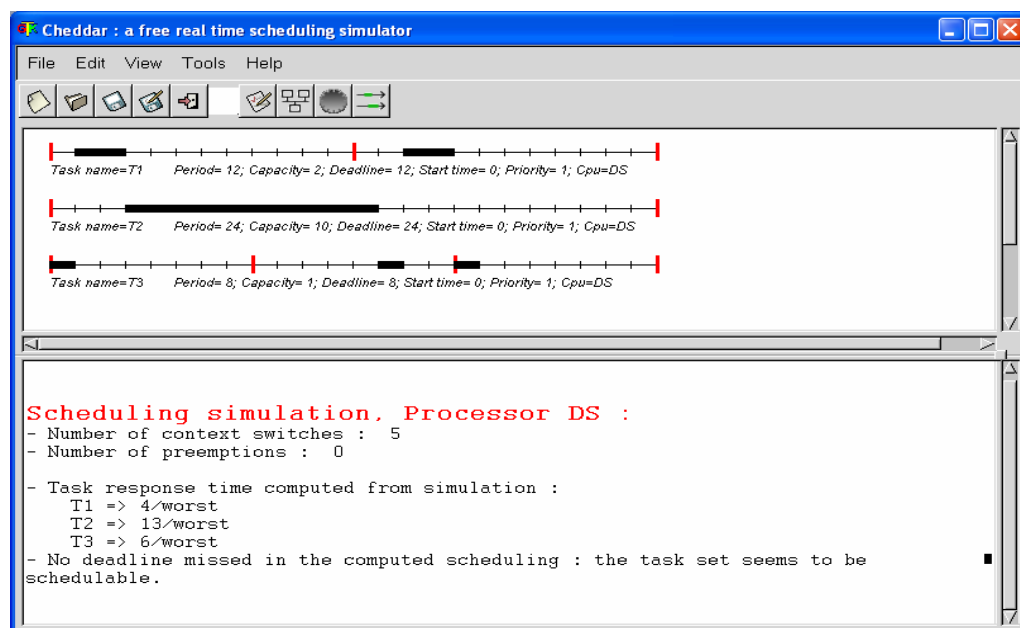 Cheddar : a free real time scheduling simulator
File Edit View Tools Help
Task name=T1 Period= 12; Capacity= 2; Deadline= 12; Start time= 0; Priority= 1; Cpu=DS
Task name=T2 Period= 24; Capacity= 10; Deadline= 24; Start time= 0; Priority= 1; Cpu=DS
Task name=T3 Period= 8; Capacity= 1; Deadline= 8; Start time= 0; Priority= 1; Cpu=DS
Scheduling simulation, Processor DS :
- Number of context switches : 5
- Number of preemptions : 0
- Task response time computed from simulation :
T1 => 4/worst
T2 => 13/worst
T3 => 6/worst
- No deadline missed in the computed scheduling : the task set seems to be
schedulable.